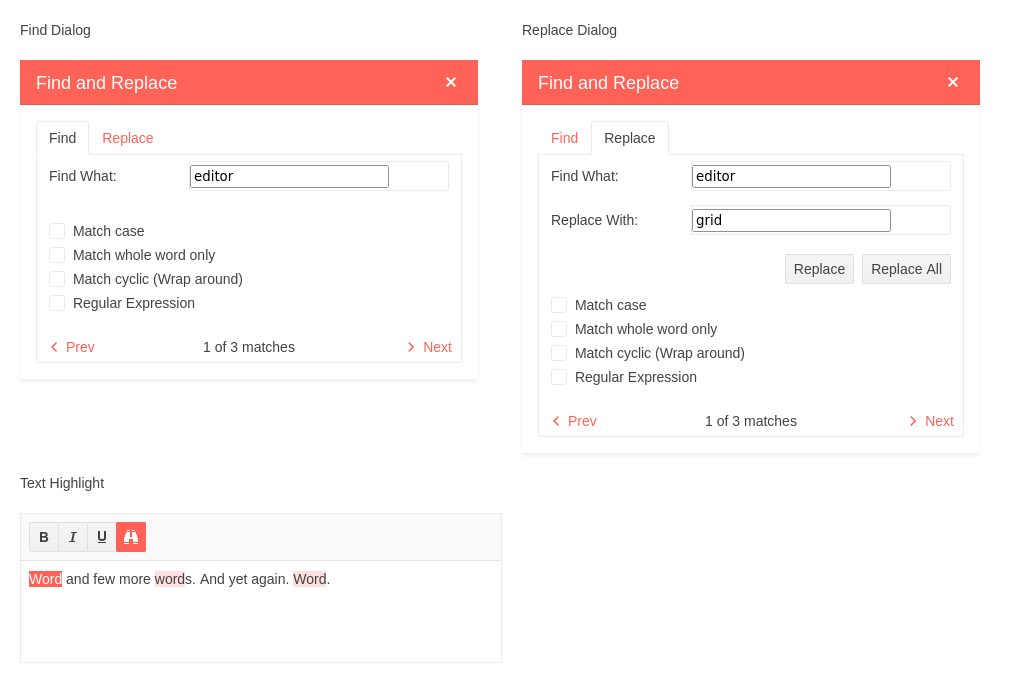 Find Dialog
Find and Replace
Find Replace
Find What: editor
Match case
Match whole word only
Match cyclic (Wrap around)
Regular Expression
Prev 1 of 3 matches Next
Replace Dialog
Find and Replace
Find Replace
Find What: editor
Replace With: grid
Replace Replace All
Match case
Match whole word only
Match cyclic (Wrap around)
Regular Expression
Prev 1 of 3 matches Next
Text Highlight
B I U
Word and few more words. And yet again. Word.